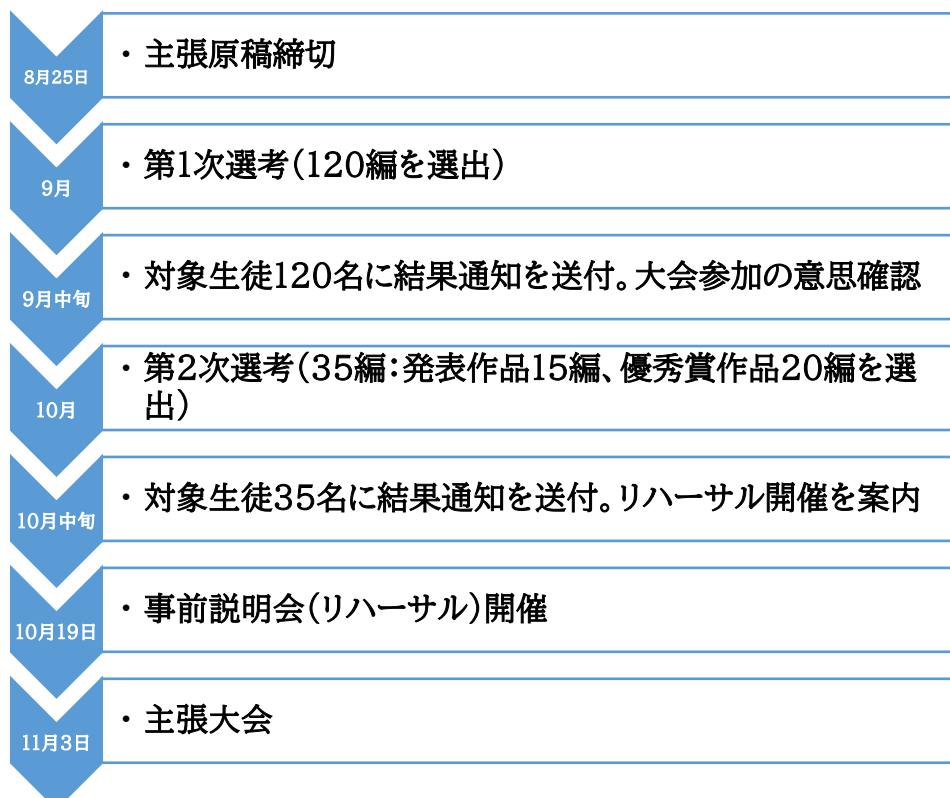 8月25日
・主張原稿締切
9月
・第1次選考(120編を選出)
9月中旬
・対象生徒120名に結果通知を送付。大会参加の意思確認
10月
・第2次選考(35編:発表作品15編、優秀賞作品20編を選
出)
10月中旬
・対象生徒35名に結果通知を送付。リハーサル開催を案内
10月19日
・事前説明会(リハーサル)開催
11月3日
・主張大会